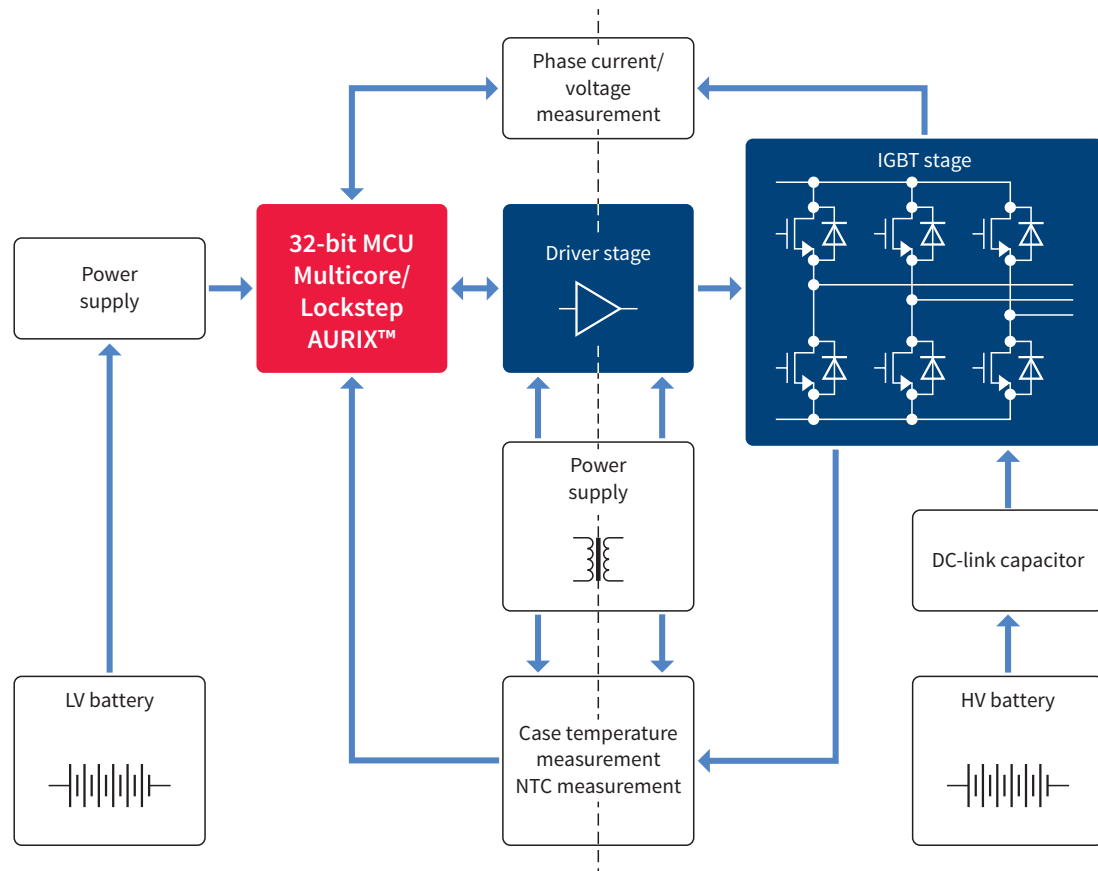 Phase current/
voltage
measurement
IGBT stage
32-bit MCU
Multicore/
Lockstep
AURIX™
Driver stage
Power
supply
Power
supply
DC-link capacitor
LV battery
Case temperature
measurement
NTC measurement
HV battery